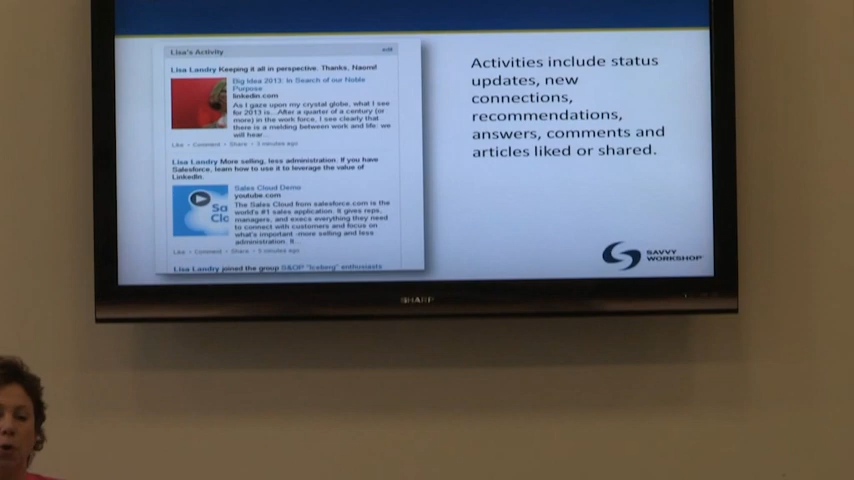 Lisa's Activity
edit
Lisa Landry Keeping it all in perspective. Thanks, Naomi!
Big Idea 2013: In Search of our Noble
Purpose
linkedin.com
As I gaze upon my crystal globe, what I see
for 2013 is...After a quarter of a century (or
more) in the work force, I see clearly that
there is a melding between work and life: we
will hear...
Like • Comment • Share • 3 minutes ago
Lisa Landry More selling, less administration. If you have
Salesforce, learn how to use it to leverage the value of
LinkedIn.
Sales Cloud Demo
youtube.com
Sa
Clo
The Sales Cloud from salesforce.com is the
world's #1 sales application. It gives reps,
managers, and execs everything they need
to connect with customers and focus on
what's important -more selling and less
administration. It...
Like • Comment • Share • 5 minutes ago
Lisa Landry joined the group S&OP "Iceberg" enthusiasts
Activities include status
updates, new
connections,
recommendations,
answers, comments and
articles liked or shared.
SAVVY
WORKSHOP
SHARP